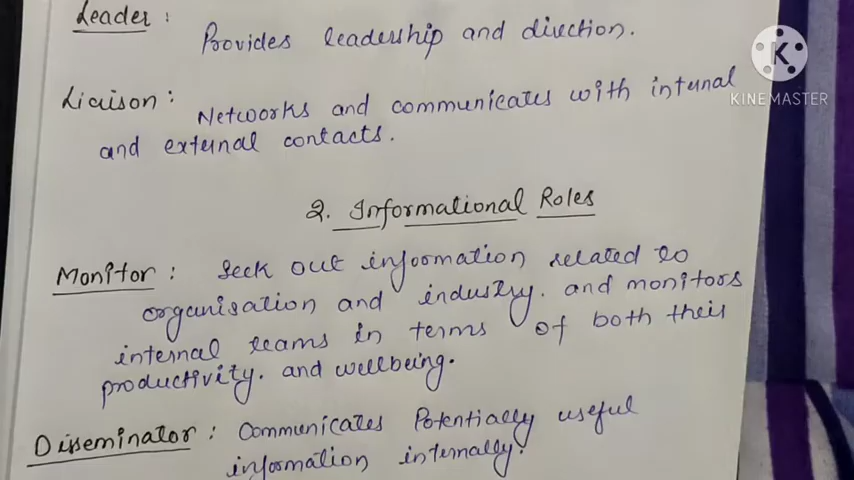 Leader :
Provides leadership and direction.
Liaison :
Networks and communicates with internal
and external contacts.
2. Informational Roles
Monitor : Seek out information related to
organisation and industry. and monitors
internal teams in terms of both their
productivity. and wellbeing.
Disseminator : Communicates Potentially useful
information internally.
K
KINEMASTER